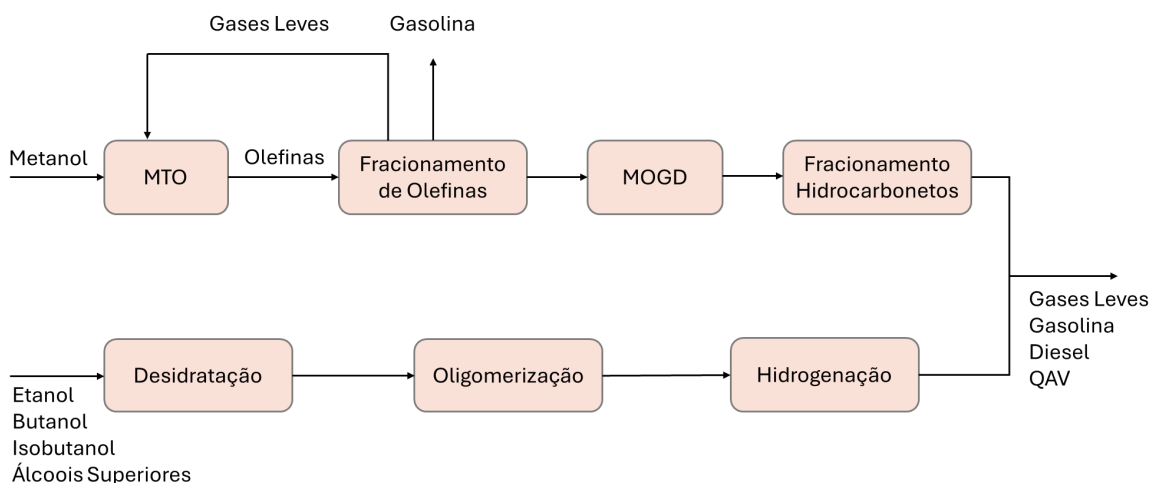 Gases Leves
Gasolina
Metanol
MTO
Olefinas
Fracionamento
de Olefinas
MOGD
Fracionamento
Hidrocarbonetos
Gases Leves
Gasolina
Diesel
QAV
Desidratação
Oligomerização
Hidrogenação
Etanol
Butanol
Isobutanol
Álcoois Superiores